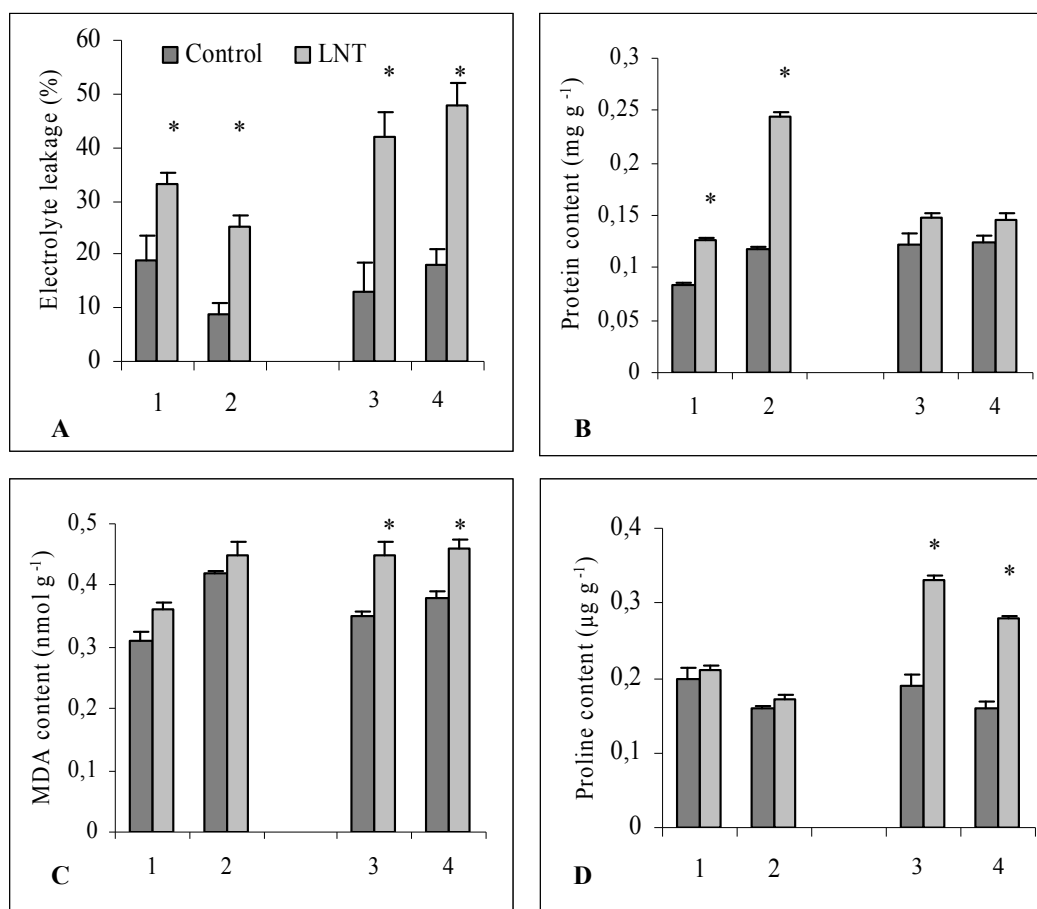 Electrolyte leakage (%)
60
50
40
30
20
10
0
Control LNT
* * * *
1 2 3 4
A
Protein content (mg g⁻¹)
0,3
0,25
0,2
0,15
0,1
0,05
0
* *
1 2 3 4
B
MDA content (nmol g⁻¹)
0,5
0,4
0,3
0,2
0,1
0
* *
1 2 3 4
C
Proline content (µg g⁻¹)
0,4
0,3
0,2
0,1
0
* *
1 2 3 4
D